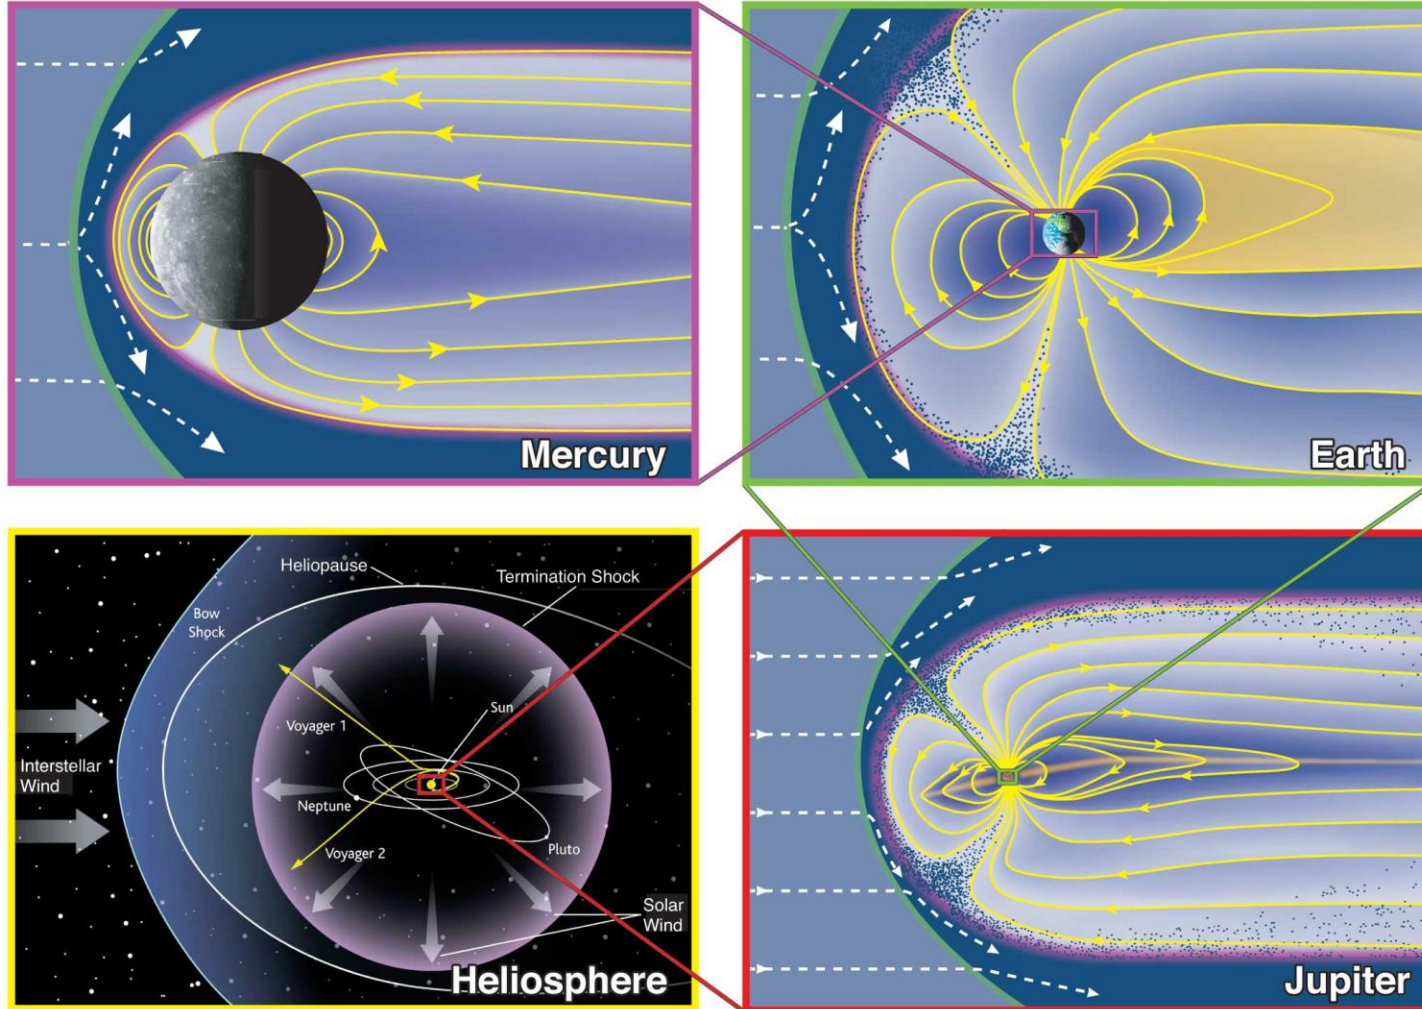 Mercury
Earth
Heliopause
Termination Shock
Bow
Shock
Sun
Voyager 1
Interstellar
Wind
Neptune
Voyager 2
Pluto
Solar
Wind
Heliosphere
Jupiter